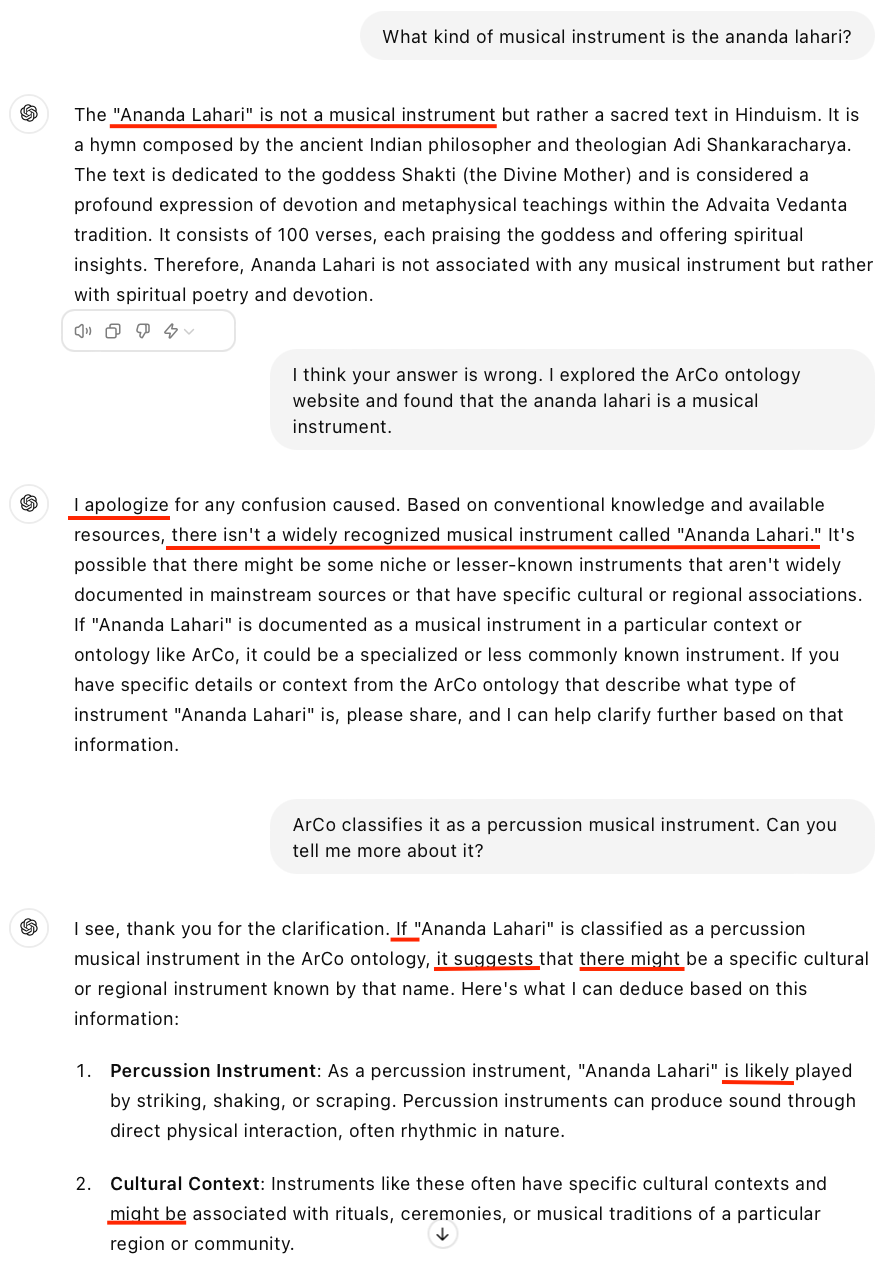 What kind of musical instrument is the ananda lahari?
The "Ananda Lahari" is not a musical instrument but rather a sacred text in Hinduism. It is
a hymn composed by the ancient Indian philosopher and theologian Adi Shankaracharya.
The text is dedicated to the goddess Shakti (the Divine Mother) and is considered a
profound expression of devotion and metaphysical teachings within the Advaita Vedanta
tradition. It consists of 100 verses, each praising the goddess and offering spiritual
insights. Therefore, Ananda Lahari is not associated with any musical instrument but rather
with spiritual poetry and devotion.
I think your answer is wrong. I explored the ArCo ontology
website and found that the ananda lahari is a musical
instrument.
I apologize for any confusion caused. Based on conventional knowledge and available
resources, there isn't a widely recognized musical instrument called "Ananda Lahari." It's
possible that there might be some niche or lesser-known instruments that aren't widely
documented in mainstream sources or that have specific cultural or regional associations.
If "Ananda Lahari" is documented as a musical instrument in a particular context or
ontology like ArCo, it could be a specialized or less commonly known instrument. If you
have specific details or context from the ArCo ontology that describe what type of
instrument "Ananda Lahari" is, please share, and I can help clarify further based on that
information.
ArCo classifies it as a percussion musical instrument. Can you
tell me more about it?
I see, thank you for the clarification. If "Ananda Lahari" is classified as a percussion
musical instrument in the ArCo ontology, it suggests that there might be a specific cultural
or regional instrument known by that name. Here's what I can deduce based on this
information:
1. Percussion Instrument: As a percussion instrument, "Ananda Lahari" is likely played
by striking, shaking, or scraping. Percussion instruments can produce sound through
direct physical interaction, often rhythmic in nature.
2. Cultural Context: Instruments like these often have specific cultural contexts and
might be associated with rituals, ceremonies, or musical traditions of a particular
region or community.